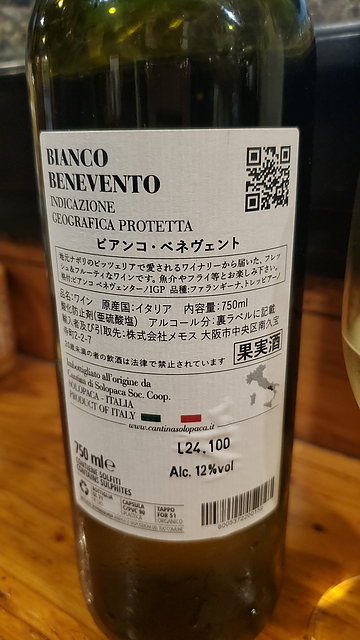 BIANCO
BENEVENTO
INDICAZIONE
GEOGRAFICA PROTETTA
ビアンコ・ベネヴェント
地元ナポリのピッツェリアで愛されるワイナリーから届いた、フレッ
シュ&フルーティなワインです。魚介やフライ等とお楽しみ下さい。
格付:ビアンコ ベネヴェンターノIGP 品種:ファランギーナ、トレッビアーノ
品名:ワイン 原産国:イタリア 内容量:750ml
酸化防止剤(亜硫酸塩) アルコール分:裏ラベルに記載
輸入者及び引取先:株式会社メモス 大阪市中央区南久宝
寺町2-2-7
20歳未満の者の飲酒は法律で禁止されています
果実酒
Imbottigliato all'origine da
Cantina di Solopaca Soc. Coop.
SOLOPACA - ITALIA
PRODUCT OF ITALY
www.cantinasolopaca.it
L24.100
750 ml e
Alc. 12%vol
CONTIENE SOLFITI
CONTAINS SULPHITES
CAPSULA
C/PVC 90
TAPPO
FOR 51
ORGANICO